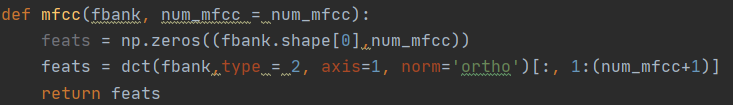 def mfcc(fbank, num_mfcc = num_mfcc):
    feats = np.zeros((fbank.shape[0],num_mfcc))
    feats = dct(fbank,type = 2, axis=1, norm='ortho')[:, 1:(num_mfcc+1)]
    return feats